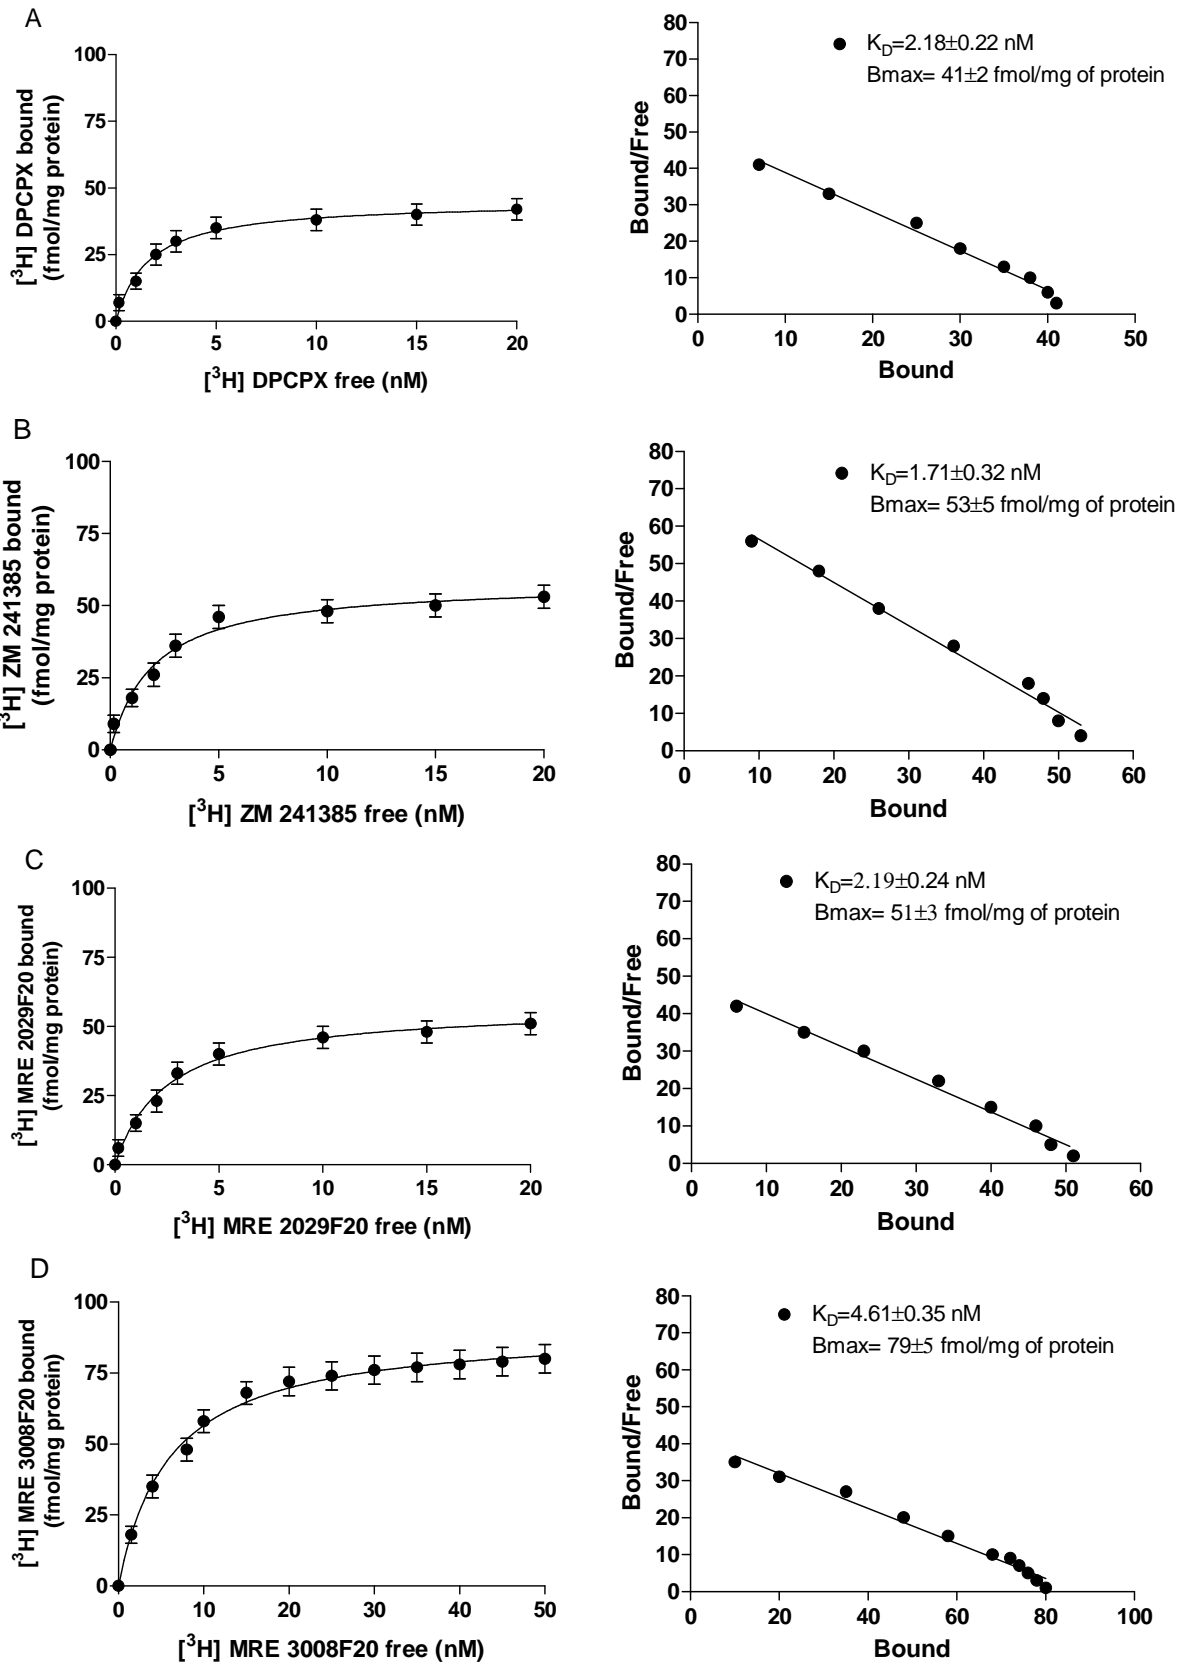 A
[³H] DPCPX bound
(fmol/mg protein)
100
75
50
25
0
0 5 10 15 20
[³H] DPCPX free (nM)
Bound/Free
80
70
60
50
40
30
20
10
0
0 10 20 30 40 50
Bound
K_D=2.18±0.22 nM
Bmax= 41±2 fmol/mg of protein
B
[³H] ZM 241385 bound
(fmol/mg protein)
100
75
50
25
0
0 5 10 15 20
[³H] ZM 241385 free (nM)
Bound/Free
80
70
60
50
40
30
20
10
0
0 10 20 30 40 50 60
Bound
K_D=1.71±0.32 nM
Bmax= 53±5 fmol/mg of protein
C
[³H] MRE 2029F20 bound
(fmol/mg protein)
100
75
50
25
0
0 5 10 15 20
[³H] MRE 2029F20 free (nM)
Bound/Free
80
70
60
50
40
30
20
10
0
0 10 20 30 40 50 60
Bound
K_D=2.19±0.24 nM
Bmax= 51±3 fmol/mg of protein
D
[³H] MRE 3008F20 bound
(fmol/mg protein)
100
75
50
25
0
0 10 20 30 40 50
[³H] MRE 3008F20 free (nM)
Bound/Free
80
70
60
50
40
30
20
10
0
0 20 40 60 80 100
Bound
K_D=4.61±0.35 nM
Bmax= 79±5 fmol/mg of protein